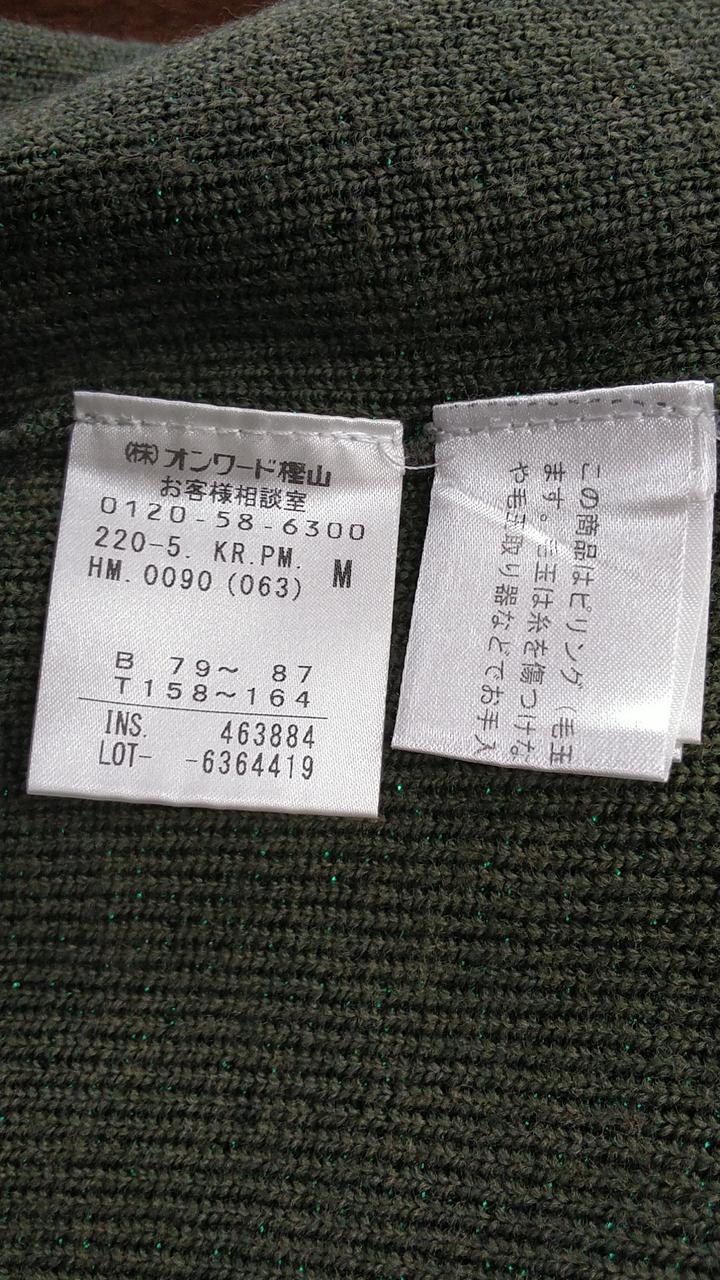 ㈱オンワード樫山
お客様相談室
0120-58-6300
220-5. KR.PM.
HM. 0090 (063) M
B 79～ 87
T158～164
INS. 463884
LOT- -6364419
この商品はピリング（毛玉
ます。毛玉は糸を傷つけな
や毛玉取り器などでお手入